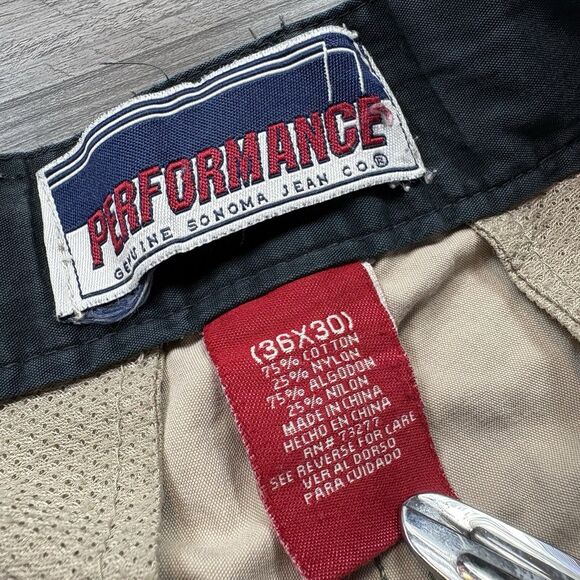 PERFORMANCE
GENUINE SONOMA JEAN CO.®
(36X30)
75% COTTON
25% NYLON
75% ALGODON
25% NILON
MADE IN CHINA
HECHO EN CHINA
RN# 73277
SEE REVERSE FOR CARE
VER AL DORSO
PARA CUIDADO